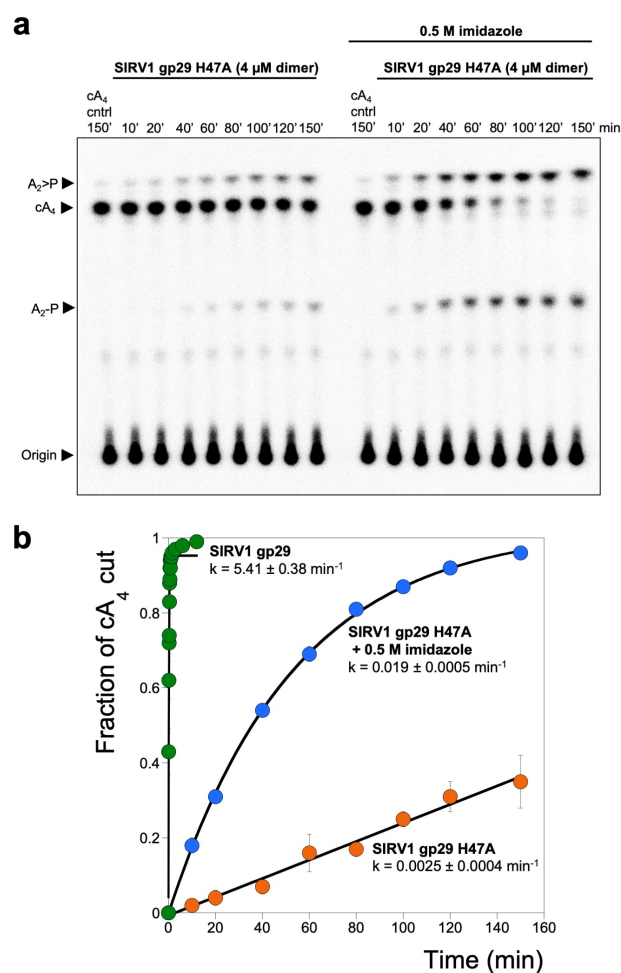 a
0.5 M imidazole
SIRV1 gp29 H47A (4 µM dimer) SIRV1 gp29 H47A (4 µM dimer)
cA4 cA4
cntrl cntrl
150' 10' 20' 40' 60' 80' 100' 120' 150' 150' 10' 20' 40' 60' 80' 100' 120' 150' min
A2>P
cA4
A2-P
Origin
b
1
SIRV1 gp29
k = 5.41 ± 0.38 min-1
0.8
SIRV1 gp29 H47A
+ 0.5 M imidazole
k = 0.019 ± 0.0005 min-1
0.6
Fraction of cA4 cut
0.4
0.2
SIRV1 gp29 H47A
k = 0.0025 ± 0.0004 min-1
0
0 20 40 60 80 100 120 140 160
Time (min)